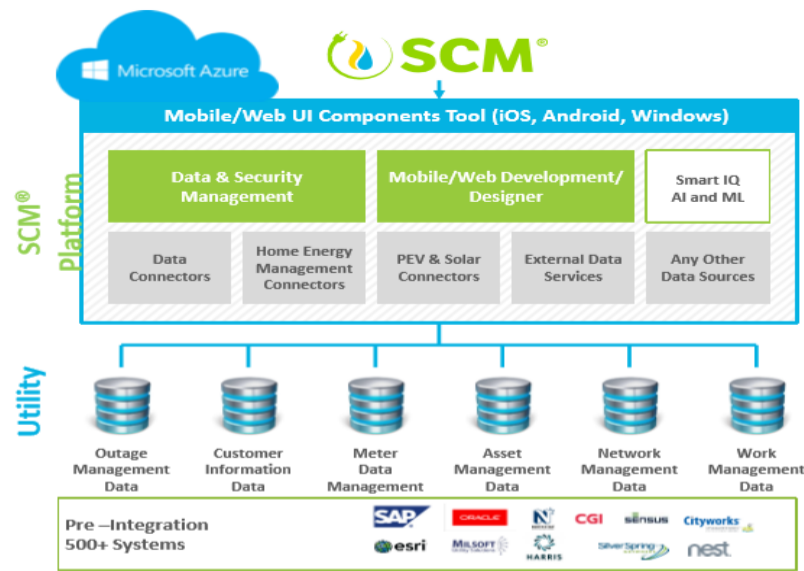 Microsoft Azure
SCM®
Mobile/Web UI Components Tool (iOS, Android, Windows)
SCM®
Platform
Data & Security
Management
Mobile/Web Development/
Designer
Smart IQ
AI and ML
Data
Connectors
Home Energy
Management
Connectors
PEV & Solar
Connectors
External Data
Services
Any Other
Data Sources
Utility
Outage
Management
Data
Customer
Information
Data
Meter
Data
Management
Asset
Management
Data
Network
Management
Data
Work
Management
Data
Pre –Integration
500+ Systems
SAP
ORACLE
N
CGI
sensus
Cityworks
esri
MILSOFT
HARRIS
SilverSpring
nest